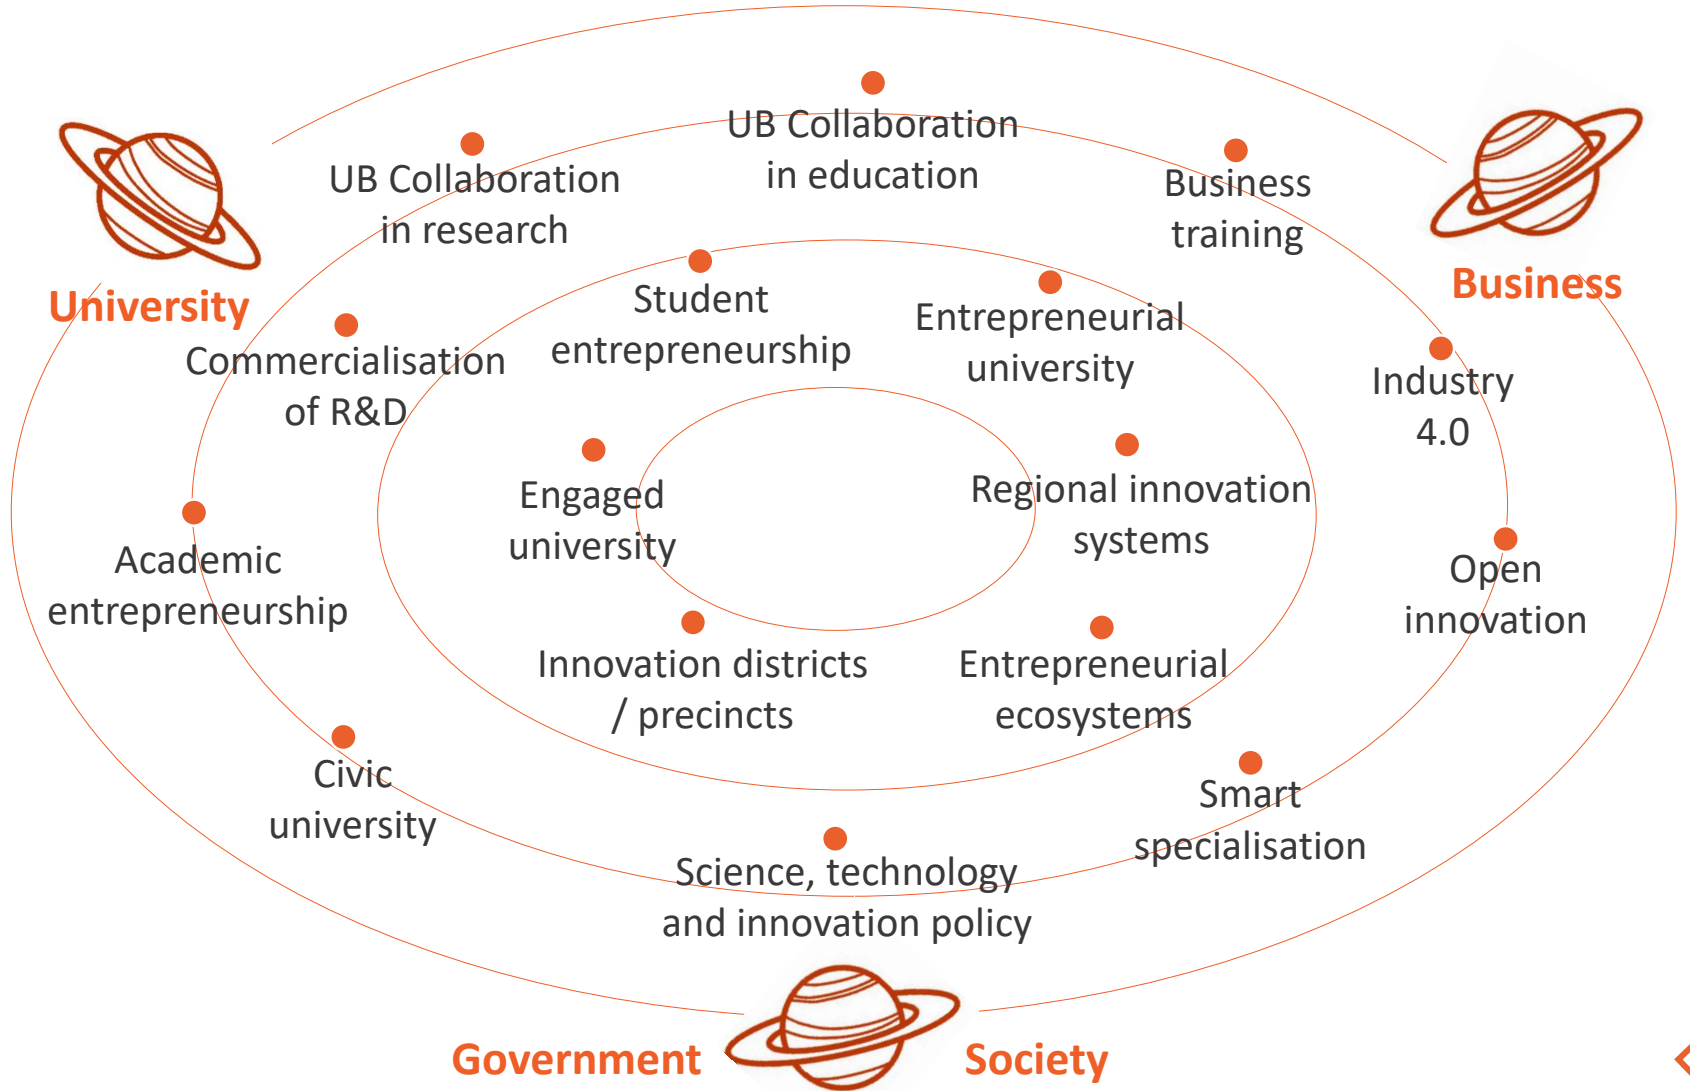 UB Collaboration
in education
UB Collaboration
in research
Business
training
University
Business
Student
entrepreneurship
Entrepreneurial
university
Commercialisation
of R&D
Industry
4.0
Engaged
university
Regional innovation
systems
Academic
entrepreneurship
Open
innovation
Innovation districts
/ precincts
Entrepreneurial
ecosystems
Civic
university
Smart
specialisation
Science, technology
and innovation policy
Government
Society